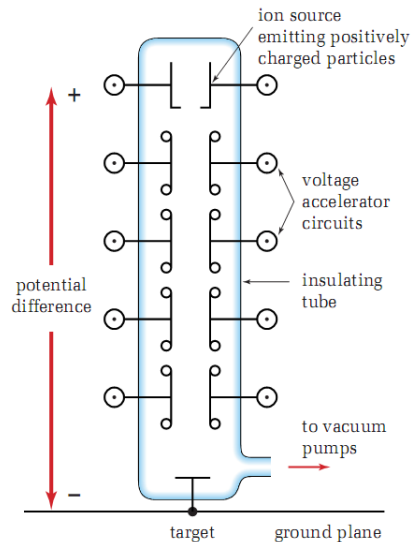 ion source
emitting positively
charged particles
+
voltage
accelerator
circuits
potential
difference
insulating
tube
to vacuum
pumps
−
target
ground plane